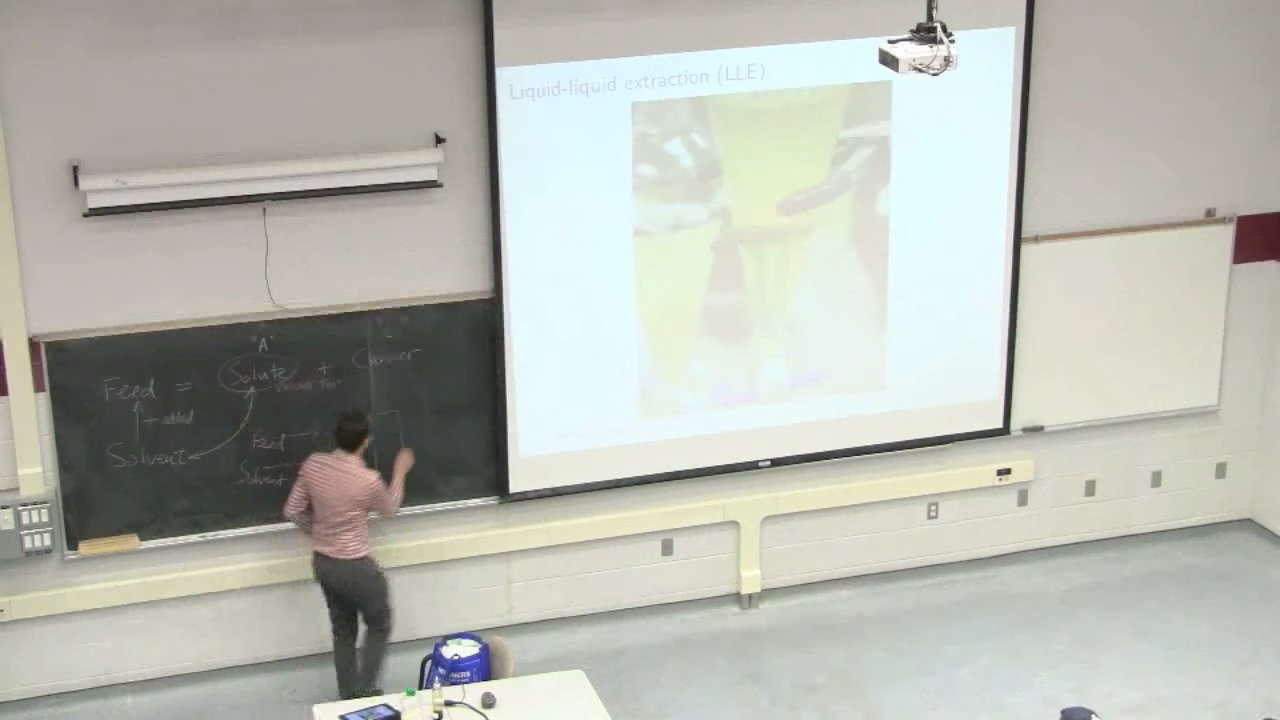 Liquid-liquid extraction (LLE)
"A"
Feed = Solute + Carrier
added
Solvent
Feed
Solvent